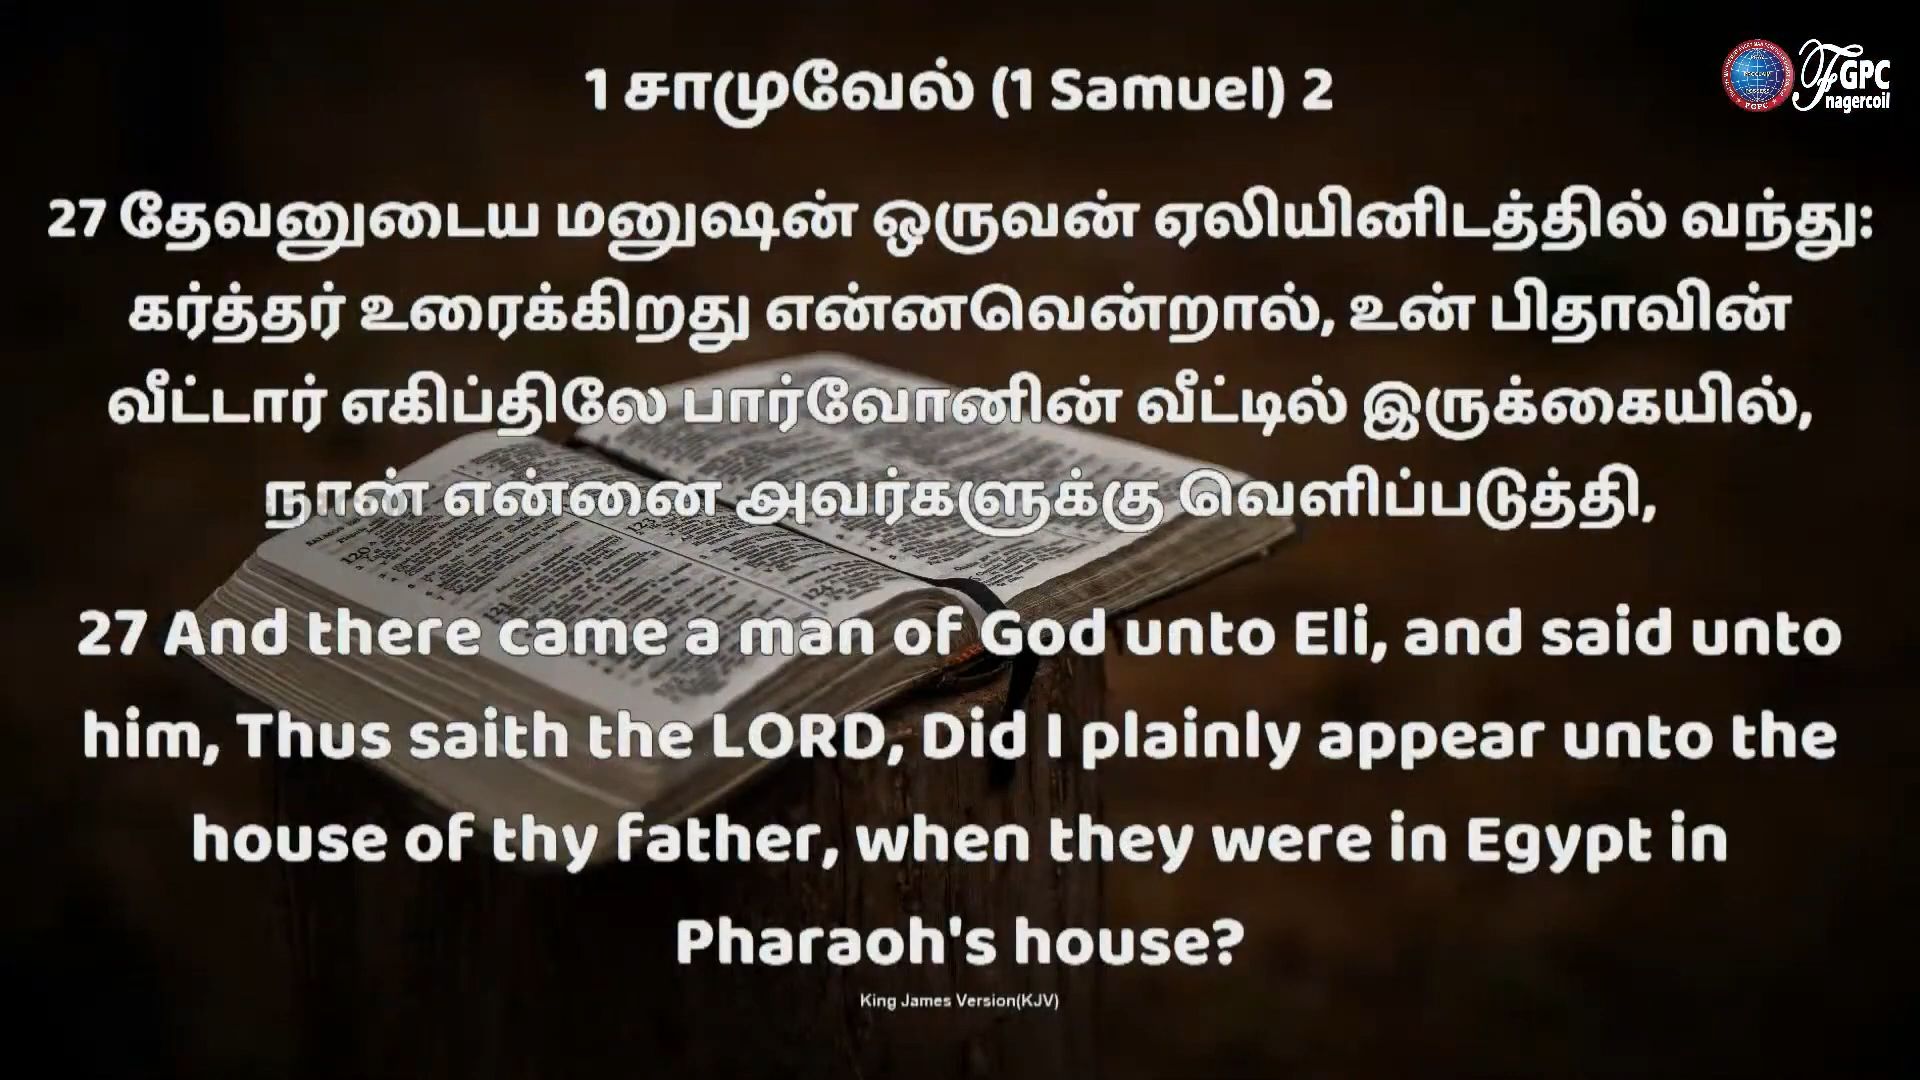 1 சாமுவேல் (1 Samuel) 2
FGPC
nagercoil
27 தேவனுடைய மனுஷன் ஒருவன் ஏலியினிடத்தில் வந்து:
கர்த்தர் உரைக்கிறது என்னவென்றால், உன் பிதாவின்
வீட்டார் எகிப்திலே பார்வோனின் வீட்டில் இருக்கையில்,
நான் என்னை அவர்களுக்கு வெளிப்படுத்தி,
27 And there came a man of God unto Eli, and said unto
him, Thus saith the LORD, Did I plainly appear unto the
house of thy father, when they were in Egypt in
Pharaoh's house?
King James Version(KJV)